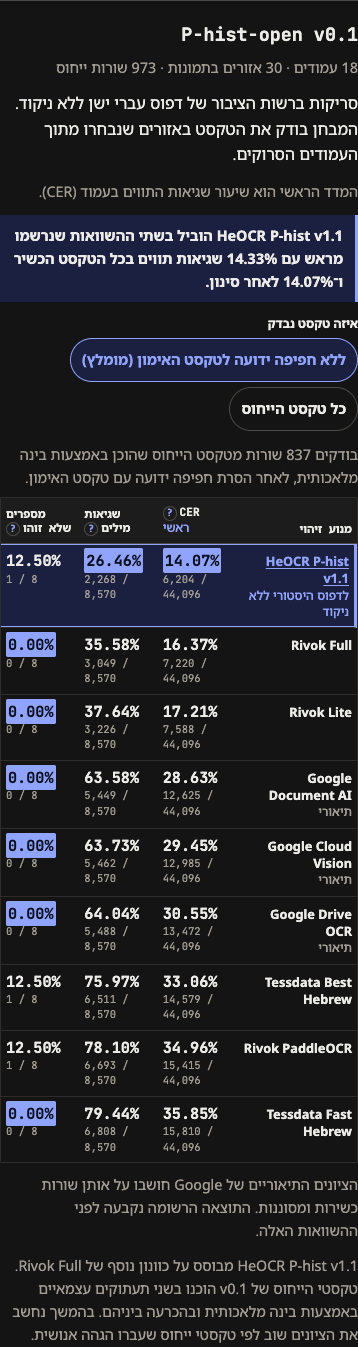 P-hist-open v0.1
18 עמודים · 30 אזורים בתמונות · 973 שורות ייחוס
סריקות ברשות הציבור של דפוס עברי ישן ללא ניקוד.
המבחן בודק את הטקסט באזורים שנבחרו מתוך
העמודים הסרוקים.
המדד הראשי הוא שיעור שגיאות התווים בעמוד (CER).
HeOCR P-hist v1.1 הוביל בשתי ההשוואות שנרשמו
מראש עם 14.33% שגיאות תווים בכל הטקסט הכשיר
ו־14.07% לאחר סינון.
איזה טקסט נבדק
ללא חפיפה ידועה לטקסט האימון (מומלץ)
כל טקסט הייחוס
בודקים 837 שורות מטקסט הייחוס שהוכן באמצעות בינה
מלאכותית, לאחר הסרת חפיפה ידועה עם טקסט האימון.
מנוע זיהוי
CER ?
ראשי
שגיאות
מילים ?
מספרים
שלא זוהו ?
HeOCR P-hist
v1.1
לדפוס היסטורי ללא
ניקוד
14.07%
6,204 /
44,096
26.46%
2,268 /
8,570
12.50%
1 / 8
Rivok Full
16.37%
7,220 /
44,096
35.58%
3,049 /
8,570
0.00%
0 / 8
Rivok Lite
17.21%
7,588 /
44,096
37.64%
3,226 /
8,570
0.00%
0 / 8
Google
Document AI
תיאורי
28.63%
12,625 /
44,096
63.58%
5,449 /
8,570
0.00%
0 / 8
Google Cloud
Vision
תיאורי
29.45%
12,985 /
44,096
63.73%
5,462 /
8,570
0.00%
0 / 8
Google Drive
OCR
תיאורי
30.55%
13,472 /
44,096
64.04%
5,488 /
8,570
0.00%
0 / 8
Tessdata Best
Hebrew
33.06%
14,579 /
44,096
75.97%
6,511 /
8,570
12.50%
1 / 8
Rivok PaddleOCR
34.96%
15,415 /
44,096
78.10%
6,693 /
8,570
12.50%
1 / 8
Tessdata Fast
Hebrew
35.85%
15,810 /
44,096
79.44%
6,808 /
8,570
0.00%
0 / 8
הציונים התיאוריים של Google חושבו על אותן שורות
כשירות ומסוננות. התוצאה הרשומה נקבעה לפני
ההשוואות האלה.
HeOCR P-hist v1.1 מבוסס על כוונון נוסף של Rivok Full.
טקסטי הייחוס של v0.1 הוכנו בשני תעתוקים עצמאיים
באמצעות בינה מלאכותית ובהכרעה ביניהם. בהמשך נחשב
את הציונים שוב לפי טקסטי ייחוס שעברו הגהה אנושית.